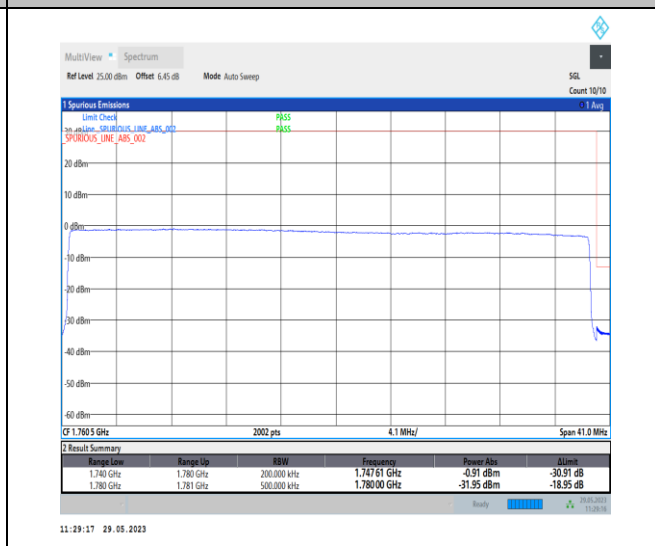 MultiView Spectrum
Ref Level 25.00 dBm Offset 6.45 dB Mode Auto Sweep SGL
Count 10/10
1 Spurious Emissions 1 Avg
Limit Check PASS
Line _SPURIOUS_LINE_ABS_002 PASS
_SPURIOUS_LINE_ABS_002
20 dBm
10 dBm
0 dBm
-10 dBm
-20 dBm
-30 dBm
-40 dBm
-50 dBm
-60 dBm
CF 1.7605 GHz 2002 pts 4.1 MHz/ Span 41.0 MHz
2 Result Summary
Range Low Range Up RBW Frequency Power Abs ΔLimit
1.740 GHz 1.780 GHz 200.000 kHz 1.74761 GHz -0.91 dBm -30.91 dB
1.780 GHz 1.781 GHz 500.000 kHz 1.78000 GHz -31.95 dBm -18.95 dB
Ready 29.05.2023
11:29:16
11:29:17 29.05.2023